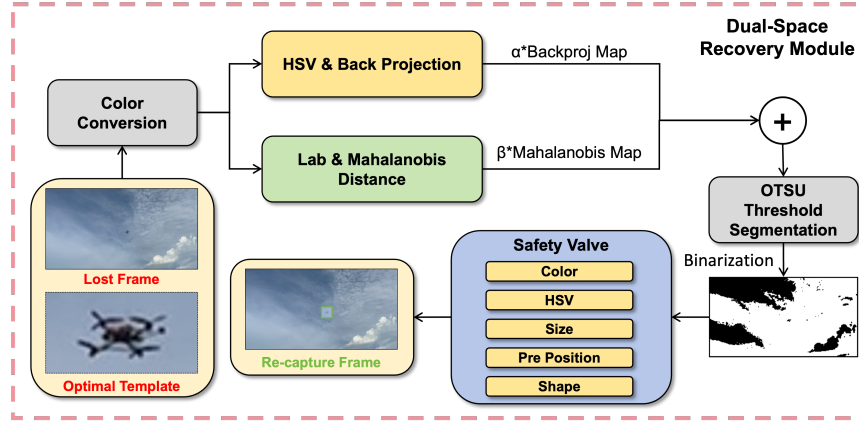 Dual-Space
Recovery Module
HSV & Back Projection
α*Backproj Map
Color
Conversion
+
Lab & Mahalanobis
Distance
β*Mahalanobis Map
OTSU
Threshold
Segmentation
Lost Frame
Optimal Template
Binarization
Safety Valve
Color
HSV
Size
Pre Position
Shape
Re-capture Frame